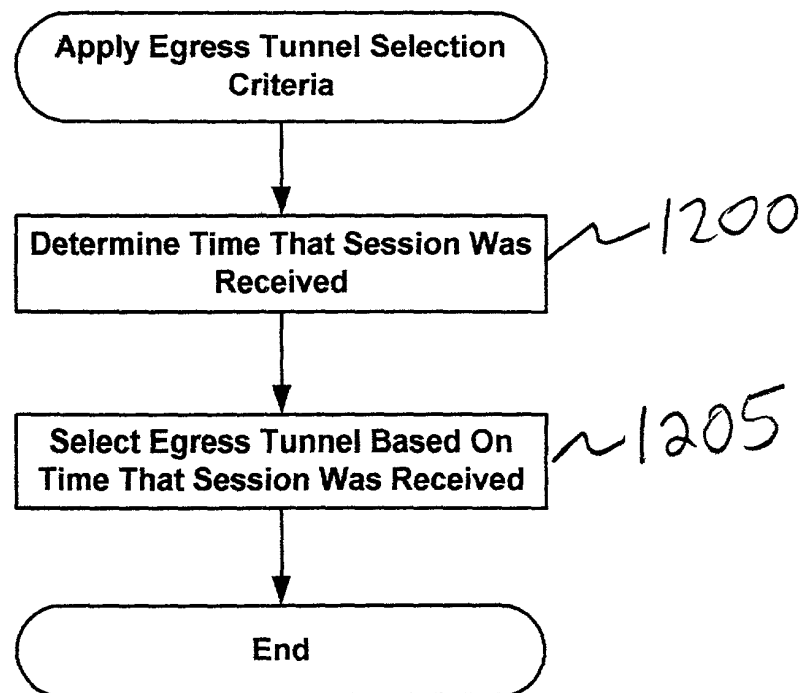 Apply Egress Tunnel Selection
Criteria
Determine Time That Session Was
Received
1200
Select Egress Tunnel Based On
Time That Session Was Received
1205
End